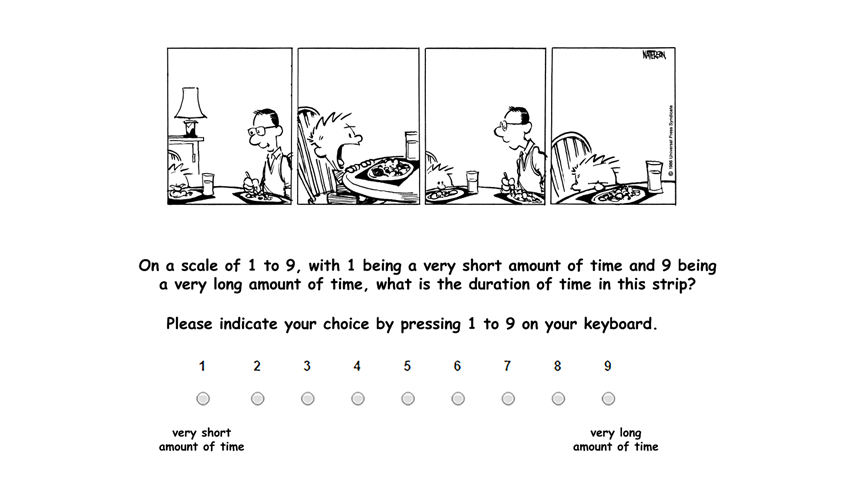 WATTERSON
© 1985 Universal Press Syndicate
On a scale of 1 to 9, with 1 being a very short amount of time and 9 being
a very long amount of time, what is the duration of time in this strip?
Please indicate your choice by pressing 1 to 9 on your keyboard.
1 2 3 4 5 6 7 8 9
very short
amount of time
very long
amount of time